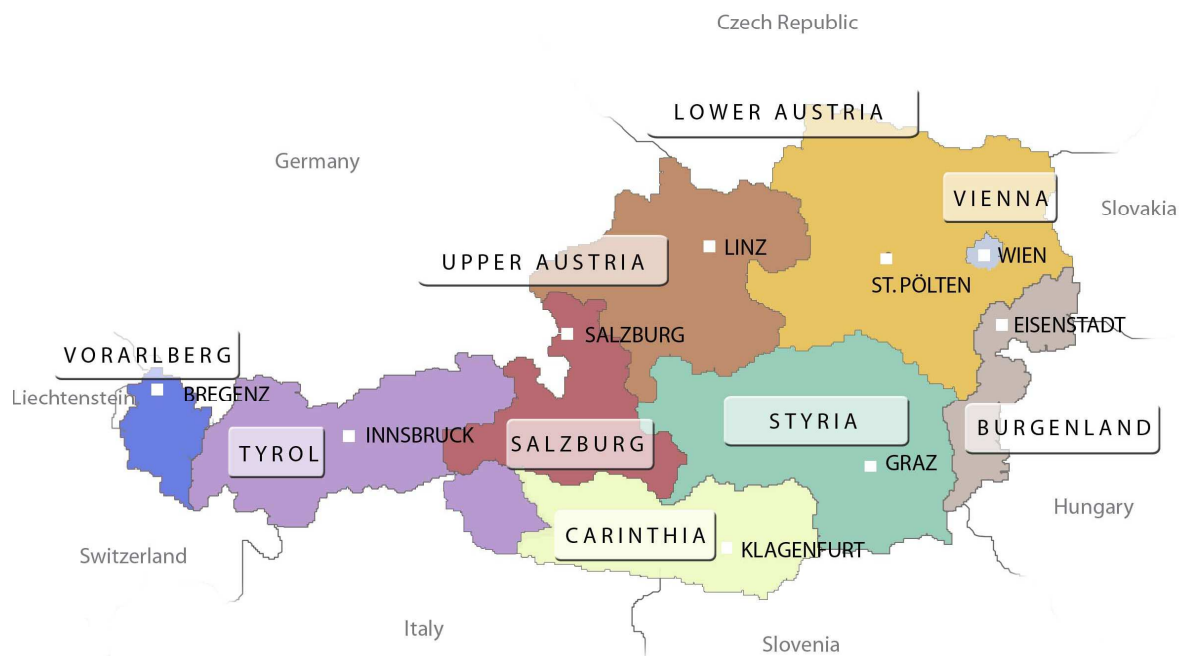 Czech Republic
LOWER AUSTRIA
Germany
VIENNA
Slovakia
LINZ
UPPER AUSTRIA
WIEN
ST. PÖLTEN
SALZBURG
EISENSTADT
VORARLBERG
Liechtenstein
BREGENZ
STYRIA
BURGENLAND
INNSBRUCK
TYROL
SALZBURG
GRAZ
Hungary
CARINTHIA
KLAGENFURT
Switzerland
Italy
Slovenia